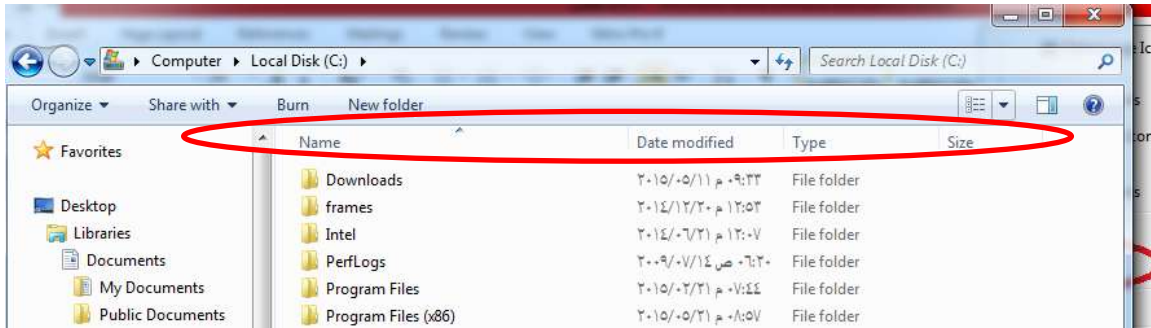 Computer Local Disk (C:) Search Local Disk (C:)
Organize Share with Burn New folder
Name Date modified Type Size
Favorites
Desktop
Libraries
Documents
My Documents
Public Documents
Downloads ٢٠١٥/٠٥/١١ م ٠٩:٣٣ File folder
frames ٢٠١٤/١٢/٢٠ م ١٢:٥٣ File folder
Intel ٢٠١٤/٠٦/٢١ م ١٢:٠٧ File folder
PerfLogs ٢٠٠٩/٠٧/١٤ ص ٠٦:٢٠ File folder
Program Files ٢٠١٥/٠٢/٢١ م ٠٧:٤٤ File folder
Program Files (x86) ٢٠١٥/٠٥/٢١ م ٠٨:٥٧ File folder